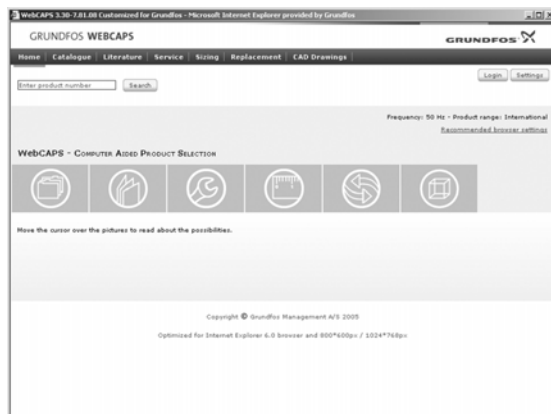 WebCAPS 3.30-7.01.08 Customized for Grundfos - Microsoft Internet Explorer provided by Grundfos
GRUNDFOS WEBCAPS
GRUNDFOS
Home Catalogue Literature Service Sizing Replacement CAD Drawings
Login Settings
Enter product number Search
Frequency: 50 Hz - Product range: International
Recommended browser settings
WebCAPS - Computer Aided Product Selection
Move the cursor over the pictures to read about the possibilities.
Copyright © Grundfos Management A/S 2005
Optimized for Internet Explorer 6.0 browser and 800*600px / 1024*768px